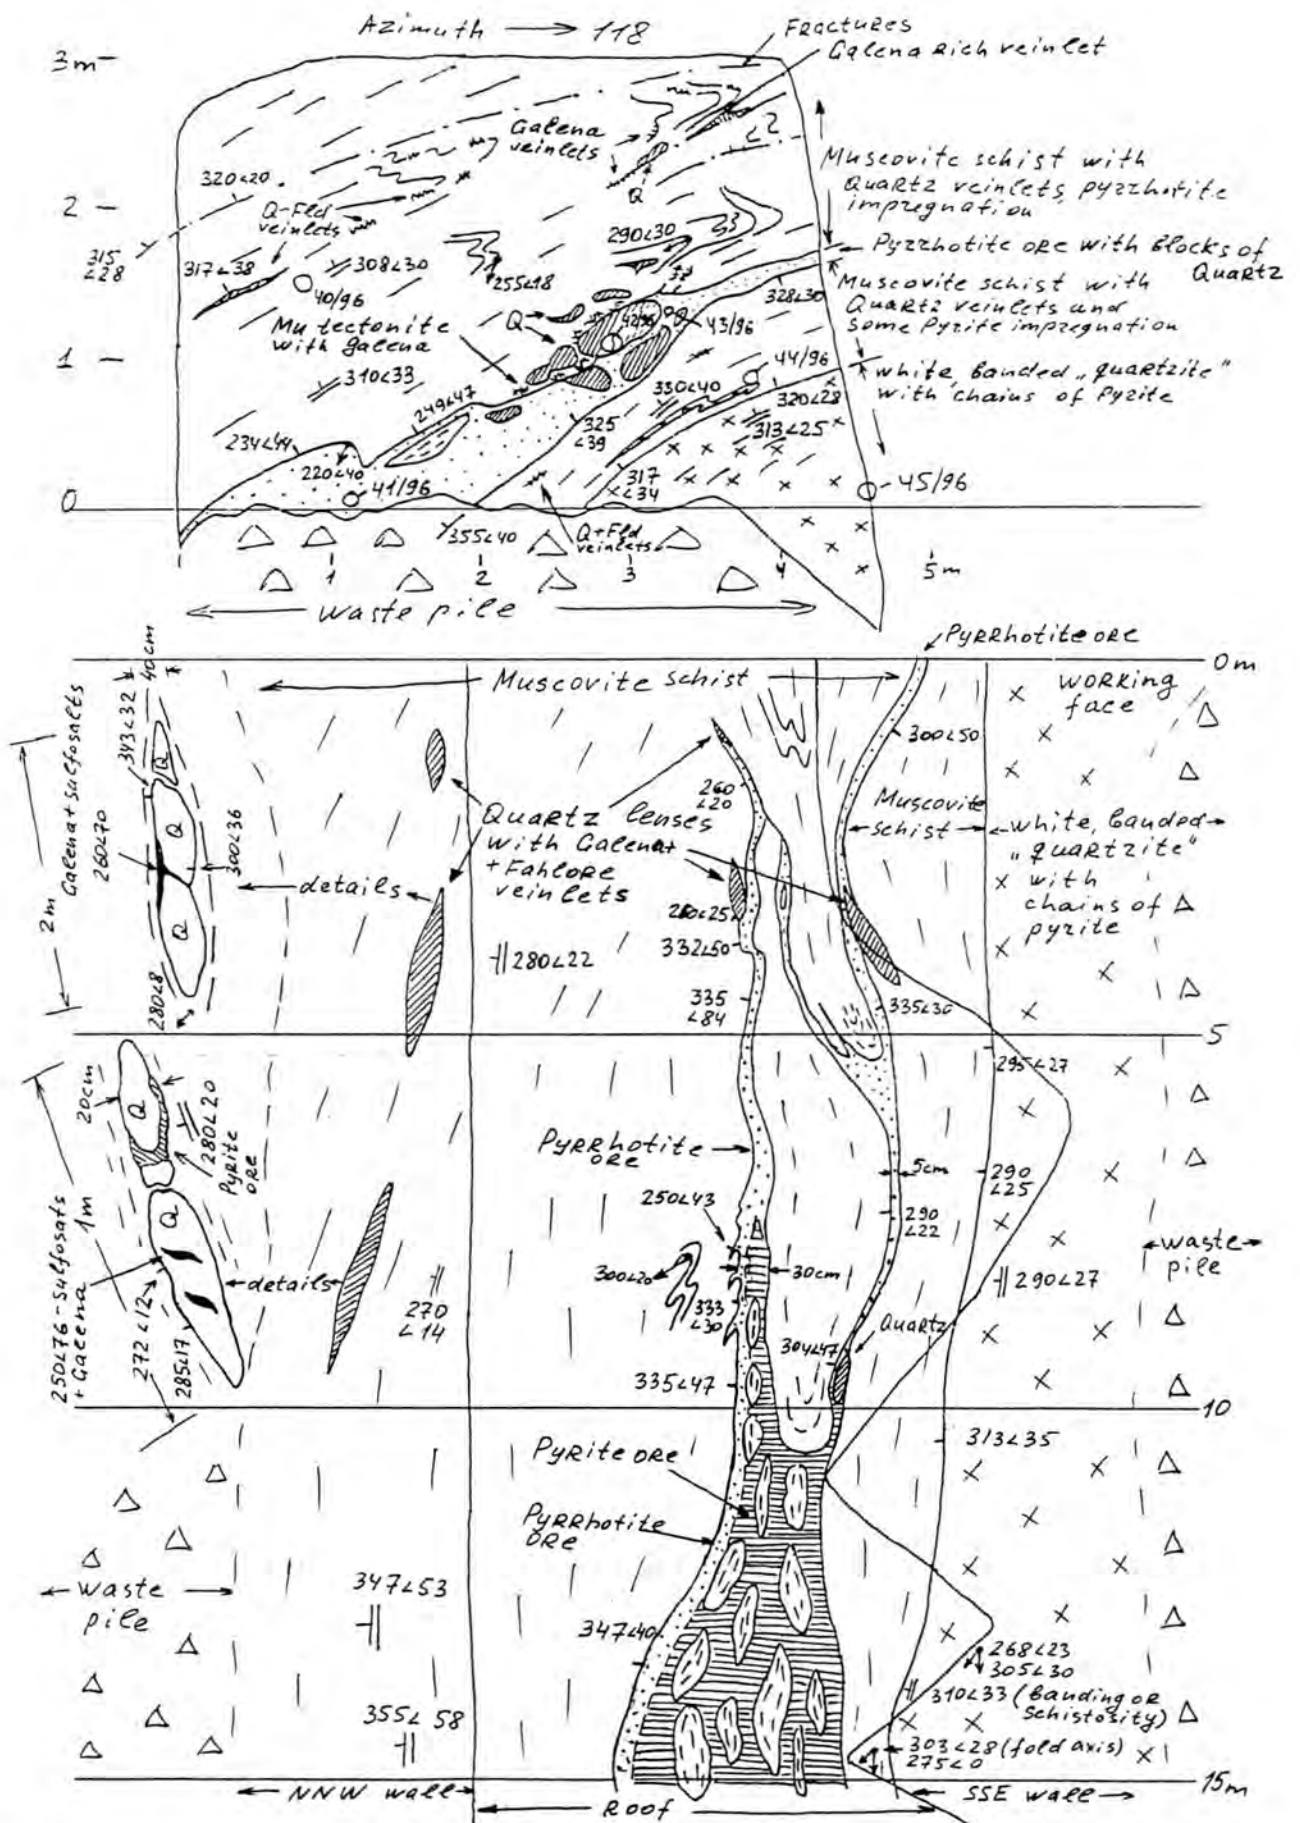 Azimuth → 118
Fractures
Galena rich veinlet
3m
Galena
veinlets
Q
∠2
Muscovite schist with
Quartz veinlets, pyrrhotite
impregnation
320∠20
2
Q-Fld
veinlets
290∠30
Pyrrhotite ore with blocks of
Quartz
315
∠28
317∠38
308∠30
255∠18
40/96
328∠30
Muscovite schist with
Quartz veinlets and
some Pyrite impregnation
Mu tectonite
with galena
Q
42/96
43/96
44/96
1
310∠33
330∠40
320∠28
white, banded „quartzite"
with chains of Pyrite
249∠47
325
∠39
313∠25
234∠44
220∠40
41/96
317
∠34
45/96
0
355∠40
Q+Fld
veinlets
1
2
3
4
5m
waste pile
Pyrrhotite ore
0m
40cm
Muscovite schist
working
face
343∠32
Galena+sulfosalts
Q
300∠50
260
∠20
2m
260∠70
Q
300∠36
details
Quartz lenses
with Galena+
+Fahlore
veinlets
Muscovite
schist
white, banded
„quartzite"
with
chains of
pyrite
Q
260∠25
332∠50
280∠22
280∠8
335
∠84
335∠30
5
295∠27
20cm
Q
280∠20
Pyrite
ore
Pyrrhotite
ore
5cm
290
∠25
250∠43
290
∠22
1m
Q
250∠76-Sulfosats
+Galena
details
300∠20
30cm
waste
pile
290∠27
270
∠14
333
∠30
Quartz
272∠12
285∠17
304∠47
335∠47
10
313∠35
Pyrite ore
Pyrrhotite
ore
waste
pile
347∠53
347∠40
268∠23
305∠30
310∠33 (banding or
schistosity)
355∠58
303∠28 (fold axis)
275∠0
15m
NNW wall
Roof
SSE wall